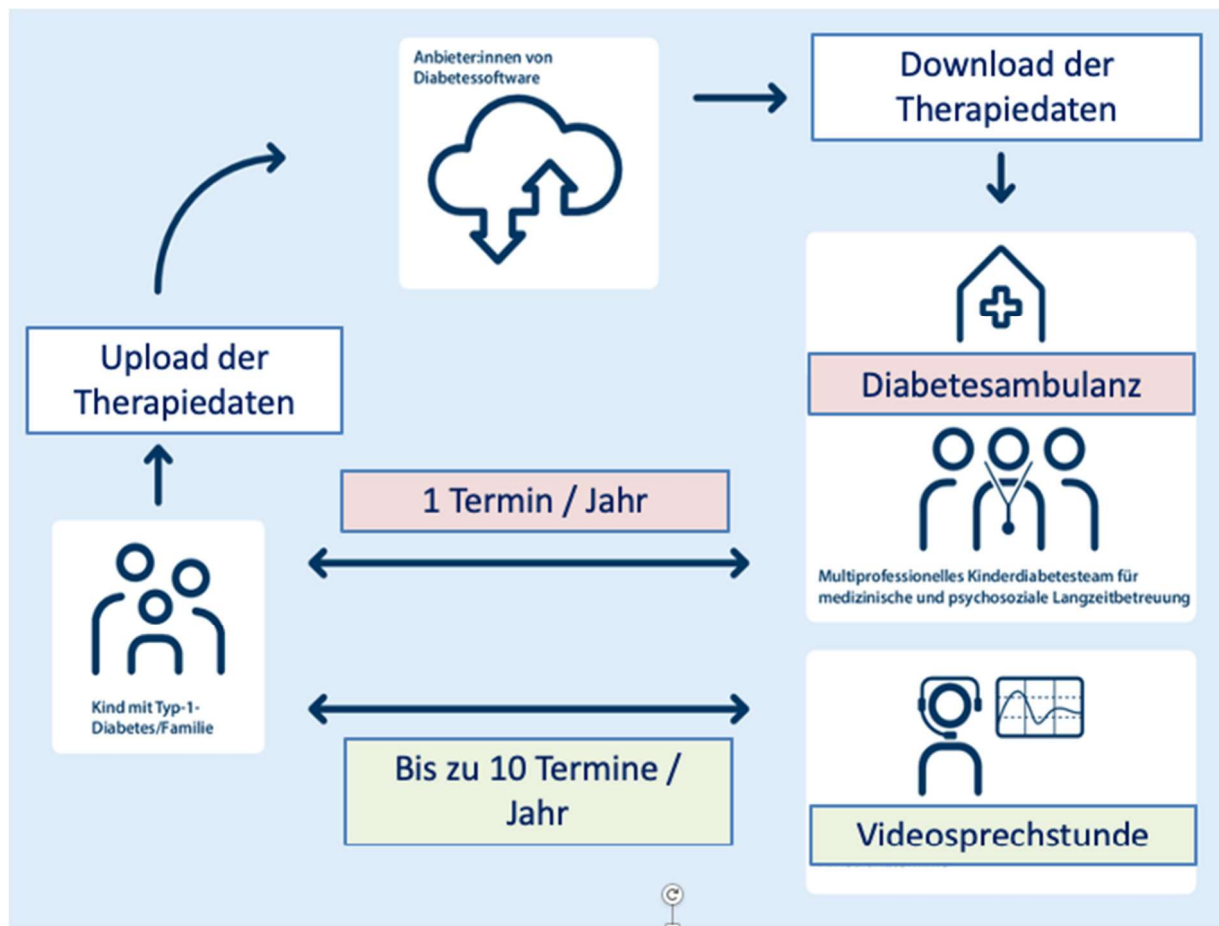 Anbieter:innen von
Diabetessoftware
Download der
Therapiedaten
Upload der
Therapiedaten
Diabetesambulanz
1 Termin / Jahr
Multiprofessionelles Kinderdiabetesteam für
medizinische und psychosoziale Langzeitbetreuung
Kind mit Typ-1-
Diabetes/Familie
Bis zu 10 Termine /
Jahr
Videosprechstunde